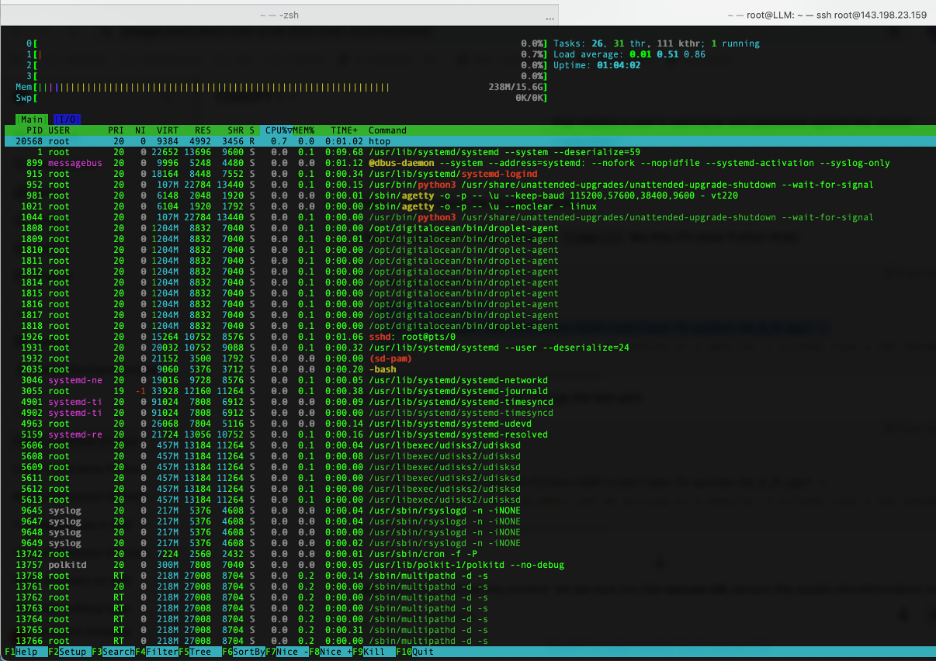 ~ — -zsh
...
~ — root@LLM: ~ — ssh root@143.198.23.159
0[ 0.0%] Tasks: 26, 31 thr, 111 kthr; 1 running
1[| 0.7%] Load average: 0.01 0.51 0.86
2[ 0.0%] Uptime: 01:04:02
3[ 0.0%]
Mem[ 238M/15.6G]
Swp[ 0K/0K]
Main I/O
PID USER PRI NI VIRT RES SHR S CPU%▽MEM% TIME+ Command
20568 root 20 0 9384 4992 3456 R 0.7 0.0 0:01.02 htop
1 root 20 0 22652 13696 9600 S 0.0 0.1 0:09.68 /usr/lib/systemd/systemd --system --deserialize=59
899 messagebus 20 0 9996 5248 4480 S 0.0 0.0 0:01.12 @dbus-daemon --system --address=systemd: --nofork --nopidfile --systemd-activation --syslog-only
915 root 20 0 18164 8448 7552 S 0.0 0.1 0:00.34 /usr/lib/systemd/systemd-logind
952 root 20 0 107M 22784 13440 S 0.0 0.1 0:00.15 /usr/bin/python3 /usr/share/unattended-upgrades/unattended-upgrade-shutdown --wait-for-signal
981 root 20 0 6148 2048 1920 S 0.0 0.0 0:00.01 /sbin/agetty -o -p -- \u --keep-baud 115200,57600,38400,9600 - vt220
1021 root 20 0 6104 1920 1792 S 0.0 0.0 0:00.01 /sbin/agetty -o -p -- \u --noclear - linux
1044 root 20 0 107M 22784 13440 S 0.0 0.1 0:00.00 /usr/bin/python3 /usr/share/unattended-upgrades/unattended-upgrade-shutdown --wait-for-signal
1808 root 20 0 1204M 8832 7040 S 0.0 0.1 0:00.00 /opt/digitalocean/bin/droplet-agent
1809 root 20 0 1204M 8832 7040 S 0.0 0.1 0:00.01 /opt/digitalocean/bin/droplet-agent
1810 root 20 0 1204M 8832 7040 S 0.0 0.1 0:00.00 /opt/digitalocean/bin/droplet-agent
1811 root 20 0 1204M 8832 7040 S 0.0 0.1 0:00.00 /opt/digitalocean/bin/droplet-agent
1812 root 20 0 1204M 8832 7040 S 0.0 0.1 0:00.00 /opt/digitalocean/bin/droplet-agent
1814 root 20 0 1204M 8832 7040 S 0.0 0.1 0:00.00 /opt/digitalocean/bin/droplet-agent
1815 root 20 0 1204M 8832 7040 S 0.0 0.1 0:00.00 /opt/digitalocean/bin/droplet-agent
1816 root 20 0 1204M 8832 7040 S 0.0 0.1 0:00.00 /opt/digitalocean/bin/droplet-agent
1817 root 20 0 1204M 8832 7040 S 0.0 0.1 0:00.00 /opt/digitalocean/bin/droplet-agent
1818 root 20 0 1204M 8832 7040 S 0.0 0.1 0:00.00 /opt/digitalocean/bin/droplet-agent
1926 root 20 0 15264 10752 8576 S 0.0 0.1 0:01.06 sshd: root@pts/0
1931 root 20 0 20032 10752 9088 S 0.0 0.1 0:00.32 /usr/lib/systemd/systemd --user --deserialize=24
1932 root 20 0 21152 3500 1792 S 0.0 0.0 0:00.00 (sd-pam)
2035 root 20 0 9060 5376 3712 S 0.0 0.0 0:00.20 -bash
3046 systemd-ne 20 0 19016 9728 8576 S 0.0 0.1 0:00.05 /usr/lib/systemd/systemd-networkd
3055 root 19 -1 33928 12160 11264 S 0.0 0.1 0:00.38 /usr/lib/systemd/systemd-journald
4901 systemd-ti 20 0 91024 7808 6912 S 0.0 0.0 0:00.09 /usr/lib/systemd/systemd-timesyncd
4902 systemd-ti 20 0 91024 7808 6912 S 0.0 0.0 0:00.00 /usr/lib/systemd/systemd-timesyncd
4963 root 20 0 26068 7804 5116 S 0.0 0.0 0:00.14 /usr/lib/systemd/systemd-udevd
5159 systemd-re 20 0 21724 13056 10752 S 0.0 0.1 0:00.16 /usr/lib/systemd/systemd-resolved
5606 root 20 0 457M 13184 11264 S 0.0 0.1 0:00.04 /usr/libexec/udisks2/udisksd
5608 root 20 0 457M 13184 11264 S 0.0 0.1 0:00.08 /usr/libexec/udisks2/udisksd
5609 root 20 0 457M 13184 11264 S 0.0 0.1 0:00.00 /usr/libexec/udisks2/udisksd
5611 root 20 0 457M 13184 11264 S 0.0 0.1 0:00.00 /usr/libexec/udisks2/udisksd
5612 root 20 0 457M 13184 11264 S 0.0 0.1 0:00.00 /usr/libexec/udisks2/udisksd
5613 root 20 0 457M 13184 11264 S 0.0 0.1 0:00.00 /usr/libexec/udisks2/udisksd
9645 syslog 20 0 217M 5376 4608 S 0.0 0.0 0:00.04 /usr/sbin/rsyslogd -n -iNONE
9647 syslog 20 0 217M 5376 4608 S 0.0 0.0 0:00.04 /usr/sbin/rsyslogd -n -iNONE
9648 syslog 20 0 217M 5376 4608 S 0.0 0.0 0:00.00 /usr/sbin/rsyslogd -n -iNONE
9649 syslog 20 0 217M 5376 4608 S 0.0 0.0 0:00.02 /usr/sbin/rsyslogd -n -iNONE
13742 root 20 0 7224 2560 2432 S 0.0 0.0 0:00.01 /usr/sbin/cron -f -P
13757 polkitd 20 0 300M 7808 7040 S 0.0 0.0 0:00.05 /usr/lib/polkit-1/polkitd --no-debug
13758 root RT 0 218M 27008 8704 S 0.0 0.2 0:00.14 /sbin/multipathd -d -s
13761 root 20 0 218M 27008 8704 S 0.0 0.2 0:00.00 /sbin/multipathd -d -s
13762 root RT 0 218M 27008 8704 S 0.0 0.2 0:00.00 /sbin/multipathd -d -s
13763 root RT 0 218M 27008 8704 S 0.0 0.2 0:00.00 /sbin/multipathd -d -s
13764 root RT 0 218M 27008 8704 S 0.0 0.2 0:00.00 /sbin/multipathd -d -s
13765 root RT 0 218M 27008 8704 S 0.0 0.2 0:00.31 /sbin/multipathd -d -s
13766 root RT 0 218M 27008 8704 S 0.0 0.2 0:00.00 /sbin/multipathd -d -s
F1Help F2Setup F3SearchF4FilterF5Tree F6SortByF7Nice -F8Nice +F9Kill F10Quit